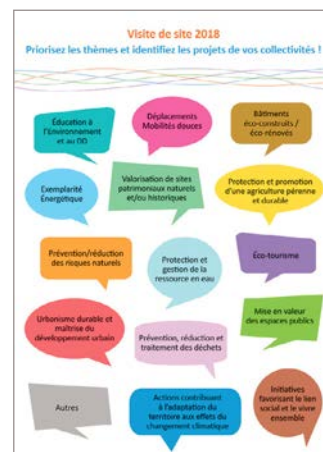 Visite de site 2018
Priorisez les thèmes et identifiez les projets de vos collectivités !
Éducation à
l'Environnement
et au DD
Déplacements
Mobilités douces
Bâtiments
éco-construits /
éco-rénovés
Exemplarité
Énergétique
Valorisation de sites
patrimoniaux naturels
et/ou historiques
Protection et promotion
d'une agriculture pérenne
et durable
Prévention/réduction
des risques naturels
Protection et
gestion de la
ressource en eau
Éco-tourisme
Urbanisme durable et
maîtrise du
développement urbain
Prévention, réduction et
traitement des déchets
Mise en valeur
des espaces publics
Autres
Actions contribuant
à l'adaptation du
territoire aux effets du
changement climatique
Initiatives
favorisant le lien
social et le vivre
ensemble